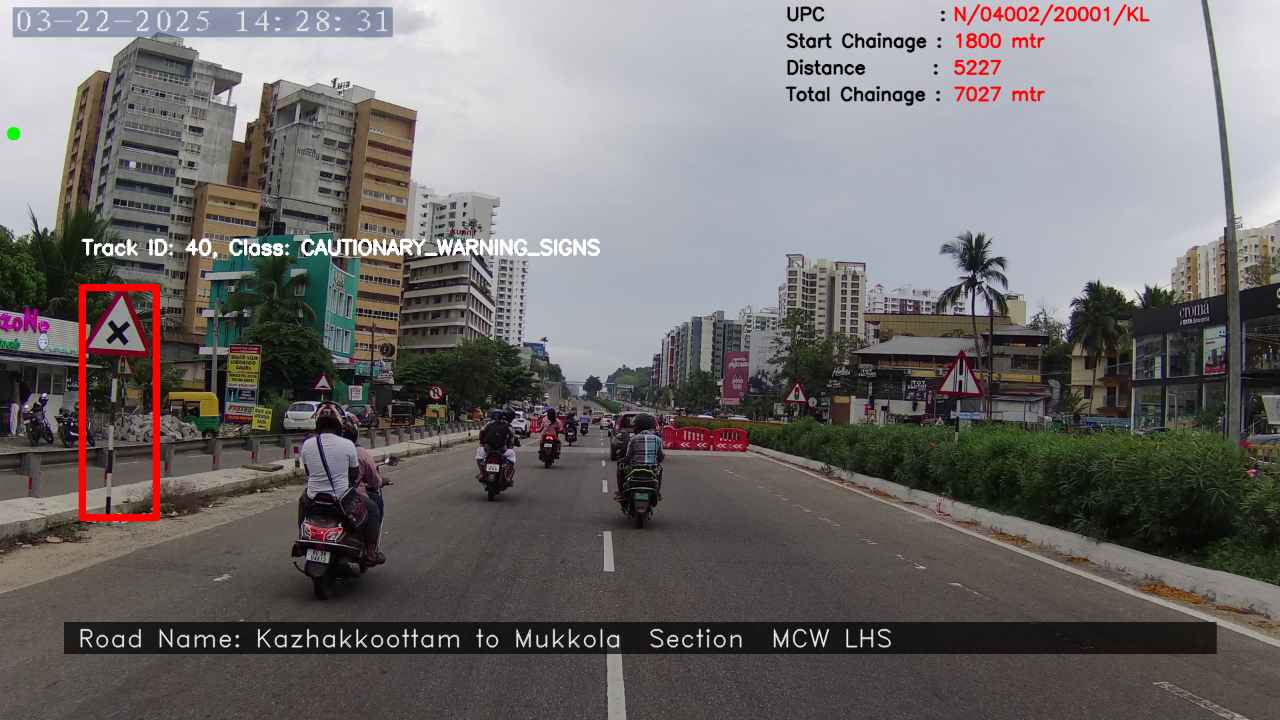 03-22-2025 14:28:31
UPC : N/04002/20001/KL
Start Chainage : 1800 mtr
Distance : 5227
Total Chainage : 7027 mtr
Track ID: 40, Class: CAUTIONARY_WARNING_SIGNS
croma
Road Name: Kazhakkoottam to Mukkola Section MCW LHS